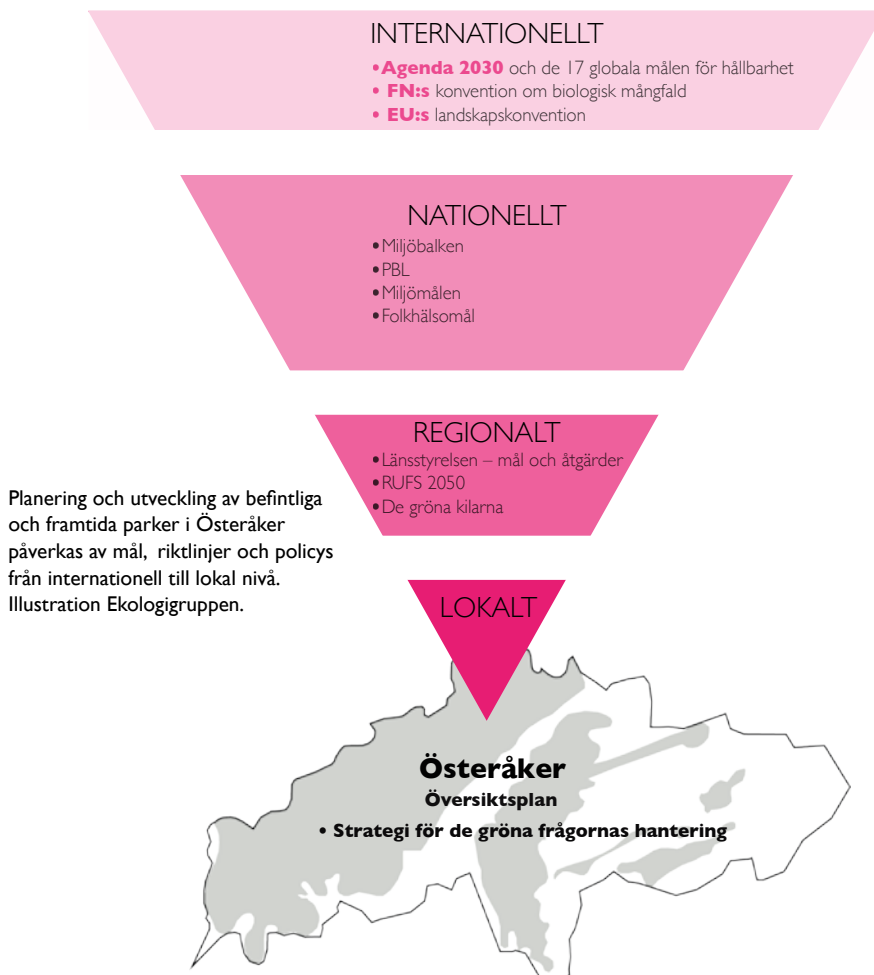 INTERNATIONELLT
•Agenda 2030 och de 17 globala målen för hållbarhet
• FN:s konvention om biologisk mångfald
• EU:s landskapskonvention
NATIONELLT
•Miljöbalken
•PBL
•Miljömålen
•Folkhälsomål
REGIONALT
•Länsstyrelsen – mål och åtgärder
•RUFS 2050
•De gröna kilarna
Planering och utveckling av befintliga
och framtida parker i Österåker
påverkas av mål, riktlinjer och policys
från internationell till lokal nivå.
Illustration Ekologigruppen.
LOKALT
Österåker
Översiktsplan
• Strategi för de gröna frågornas hantering